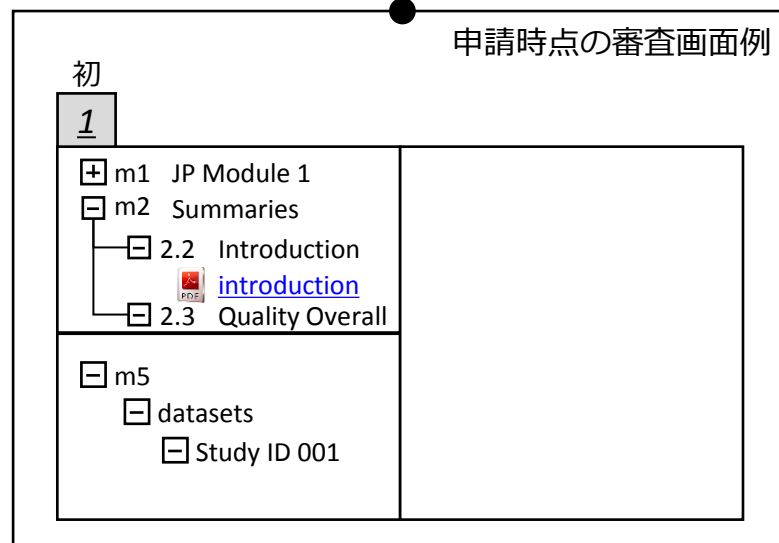 申請時点の審査画面例
初
1
m1 JP Module 1
m2 Summaries
2.2 Introduction
PDF introduction
2.3 Quality Overall
m5
datasets
Study ID 001